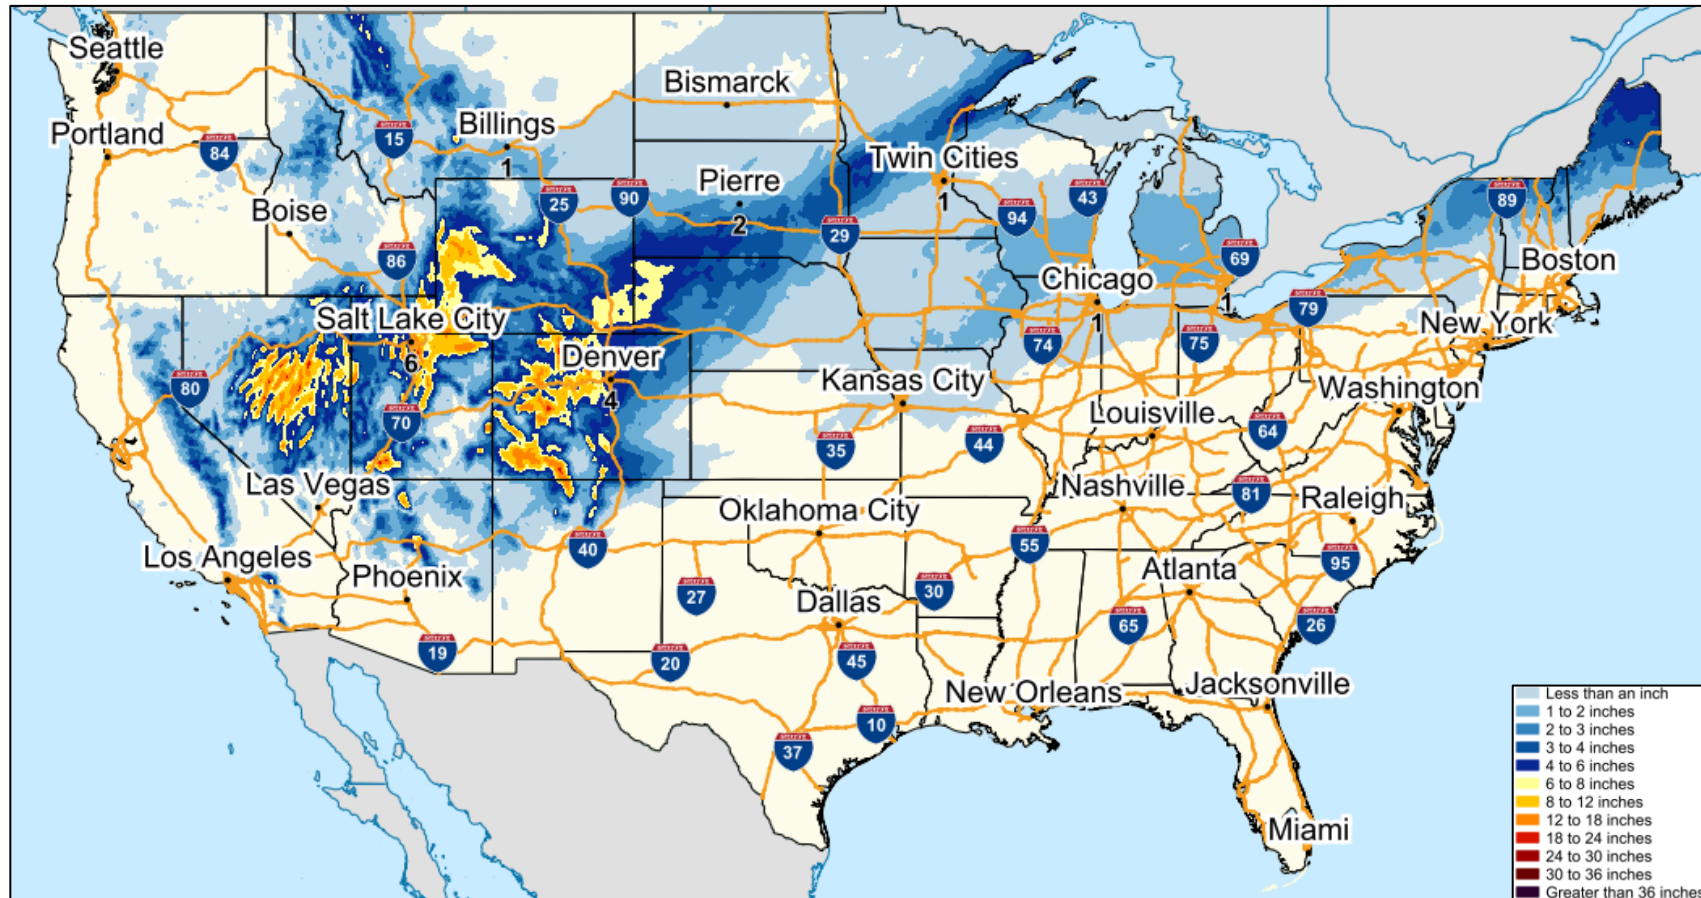 Seattle
Bismarck
Portland
Billings
15
84
1
Twin Cities
Pierre
1
2
Boise
25
90
43
94
89
29
86
69
Boston
Chicago
1
1
79
Salt Lake City
6
New York
Denver
4
74
75
80
Kansas City
Washington
70
Louisville
64
35
44
Las Vegas
Nashville
81
Raleigh
Oklahoma City
Los Angeles
40
55
95
Phoenix
Atlanta
27
30
Dallas
65
26
19
20
45
New Orleans
Jacksonville
10
37
Miami
Less than an inch
1 to 2 inches
2 to 3 inches
3 to 4 inches
4 to 6 inches
6 to 8 inches
8 to 12 inches
12 to 18 inches
18 to 24 inches
24 to 30 inches
30 to 36 inches
Greater than 36 inches